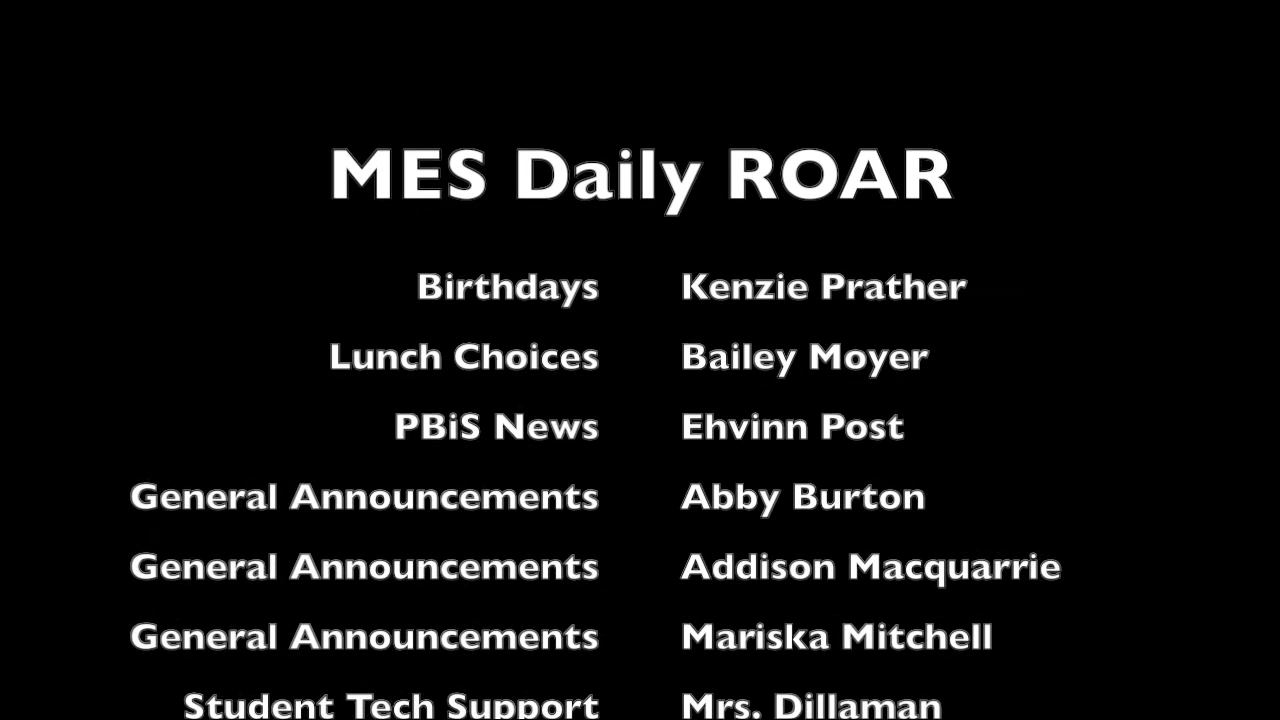 MES Daily ROAR
Birthdays Kenzie Prather
Lunch Choices Bailey Moyer
PBiS News Ehvinn Post
General Announcements Abby Burton
General Announcements Addison Macquarrie
General Announcements Mariska Mitchell
Student Tech Support Mrs. Dillaman